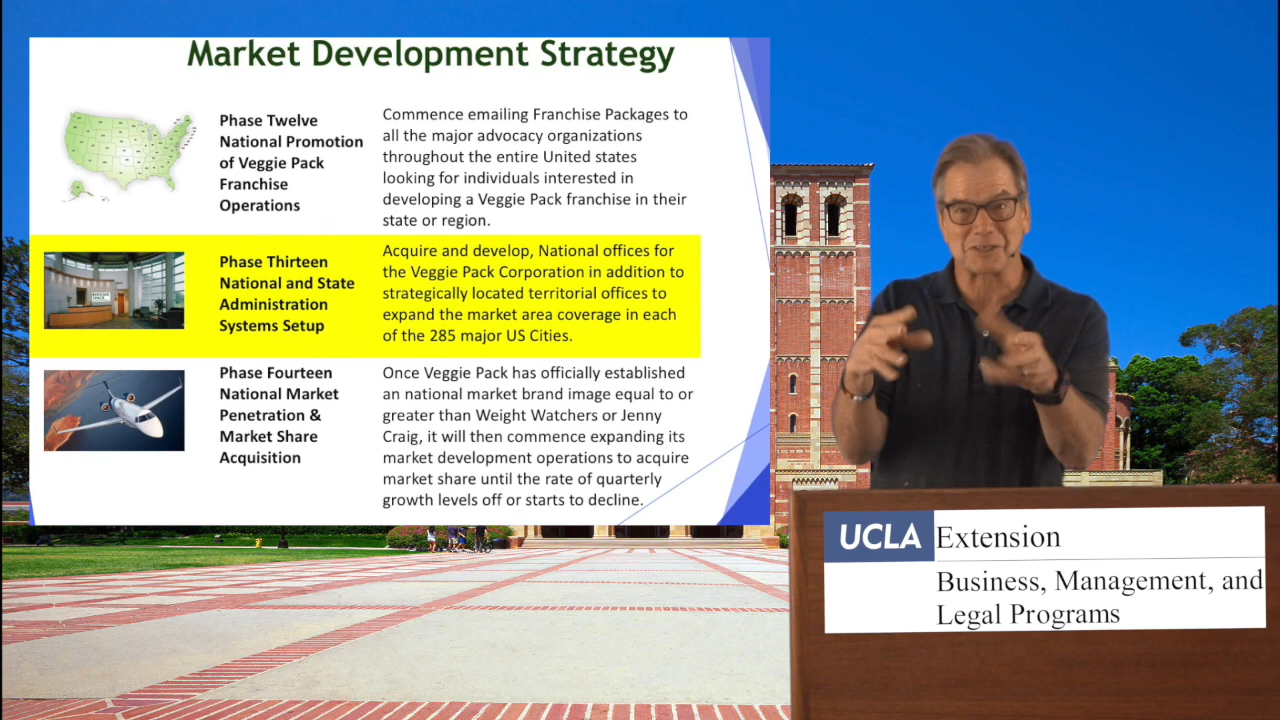 Market Development Strategy
Phase Twelve
National Promotion
of Veggie Pack
Franchise
Operations
Commence emailing Franchise Packages to
all the major advocacy organizations
throughout the entire United states
looking for individuals interested in
developing a Veggie Pack franchise in their
state or region.
Phase Thirteen
National and State
Administration
Systems Setup
Acquire and develop, National offices for
the Veggie Pack Corporation in addition to
strategically located territorial offices to
expand the market area coverage in each
of the 285 major US Cities.
Phase Fourteen
National Market
Penetration &
Market Share
Acquisition
Once Veggie Pack has officially established
an national market brand image equal to or
greater than Weight Watchers or Jenny
Craig, it will then commence expanding its
market development operations to acquire
market share until the rate of quarterly
growth levels off or starts to decline.
UCLA Extension
Business, Management, and
Legal Programs